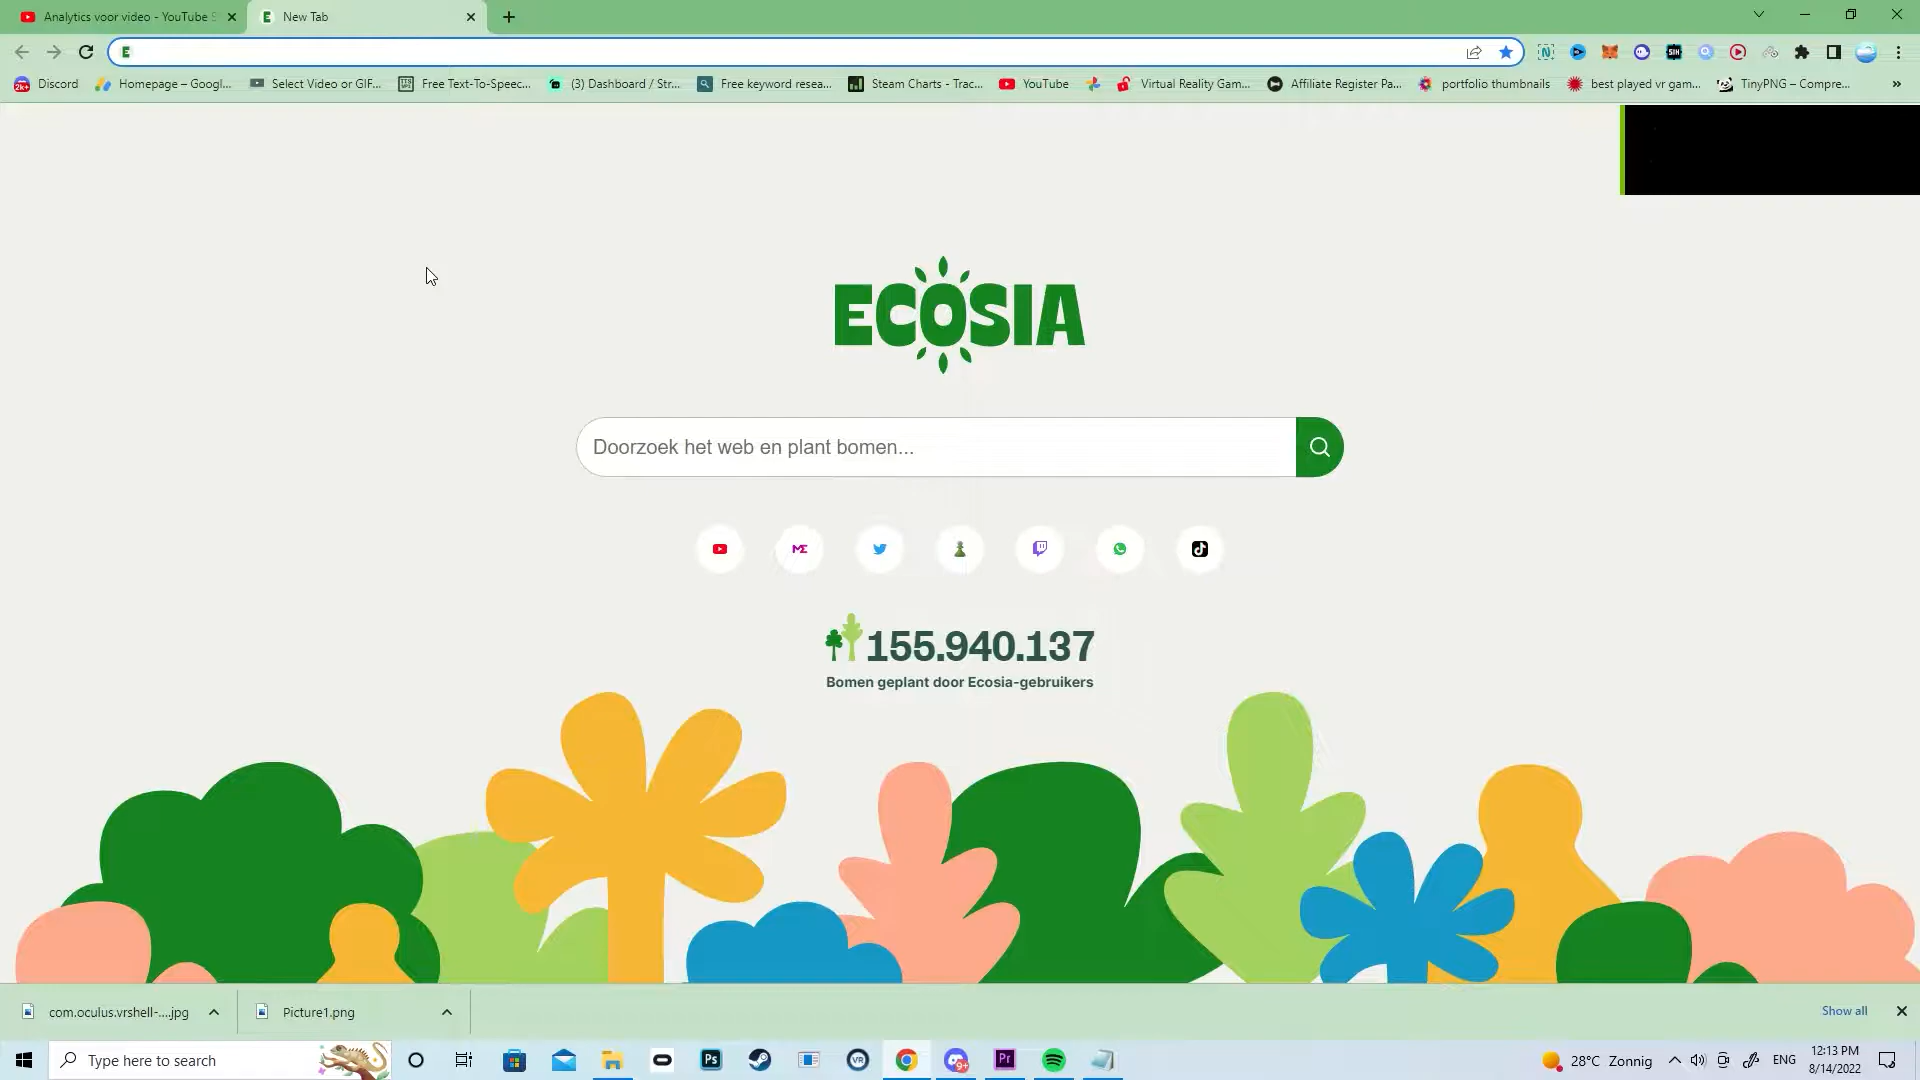 Analytics voor video - YouTube S
New Tab
Discord
Homepage – Googl...
Select Video or GIF...
Free Text-To-Speec...
(3) Dashboard / Str...
Free keyword resea...
Steam Charts - Trac...
YouTube
Virtual Reality Gam...
Affiliate Register Pa...
portfolio thumbnails
best played vr gam...
TinyPNG – Compre...
»
ECOSIA
Doorzoek het web en plant bomen...
155.940.137
Bomen geplant door Ecosia-gebruikers
com.oculus.vrshell-....jpg
Picture1.png
Show all
Type here to search
28°C Zonnig
ENG
12:13 PM
8/14/2022